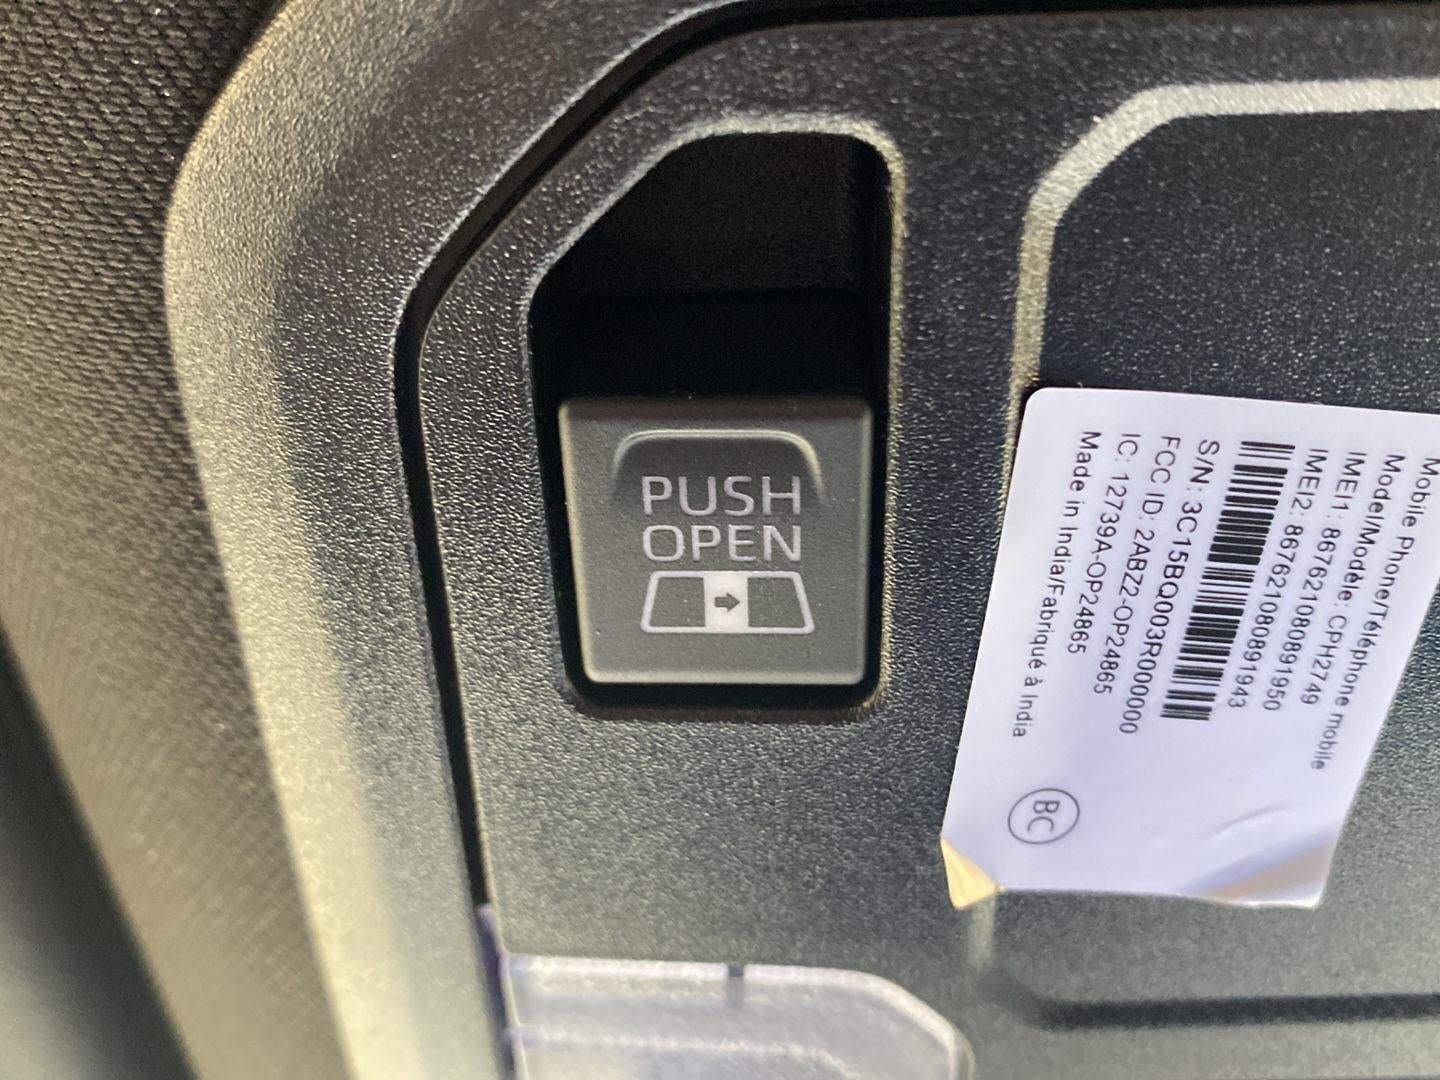 PUSH
OPEN
Mobile Phone/Téléphone mobile
Model/Modèle: CPH2749
IMEI1: 867621080891950
IMEI2: 867621080891943
S/N: 3C15BQ003R000000
FCC ID: 2ABZ2-OP24865
IC: 12739A-OP24865
Made in India/Fabriqué à India
BC